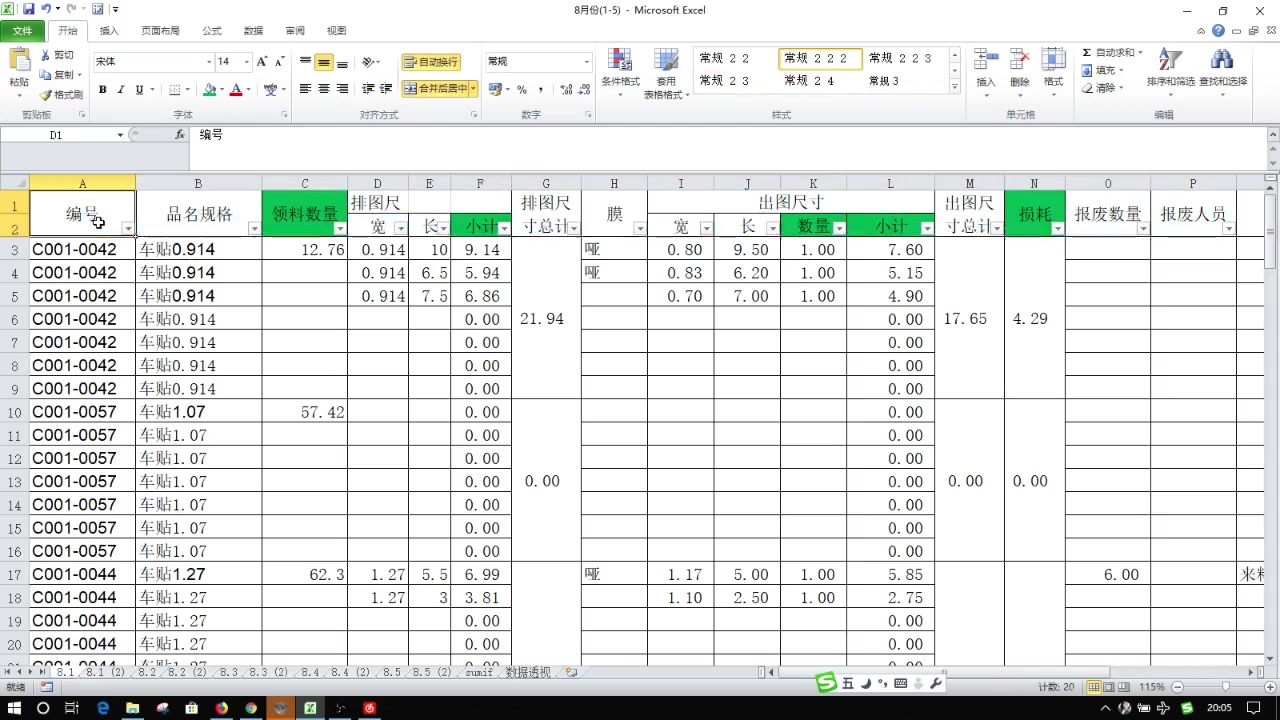 8月份(1-5) - Microsoft Excel
文件 开始 插入 页面布局 公式 数据 审阅 视图
粘贴 剪切 复制 格式刷 剪贴板
宋体 14 字体
自动换行 合并后居中 对齐方式
常规 数字
条件格式 套用表格格式
常规 2 2 常规 2 2 2 常规 2 2 3
常规 2 3 常规 2 4 常规 3
样式
插入 删除 格式 单元格
Σ 自动求和 填充 清除 排序和筛选 查找和选择 编辑
D1 fx 编号
A B C D E F G H I J K L M N O P
1 编号 品名规格 领料数量 排图尺 排图尺寸总计 膜 出图尺寸 出图尺寸总计 损耗 报废数量 报废人员
2 宽 长 小计 宽 长 数量 小计
3 C001-0042 车贴0.914 12.76 0.914 10 9.14 哑 0.80 9.50 1.00 7.60
4 C001-0042 车贴0.914 0.914 6.5 5.94 哑 0.83 6.20 1.00 5.15
5 C001-0042 车贴0.914 0.914 7.5 6.86 0.70 7.00 1.00 4.90
6 C001-0042 车贴0.914 0.00 21.94 0.00 17.65 4.29
7 C001-0042 车贴0.914 0.00 0.00
8 C001-0042 车贴0.914 0.00 0.00
9 C001-0042 车贴0.914 0.00 0.00
10 C001-0057 车贴1.07 57.42 0.00 0.00
11 C001-0057 车贴1.07 0.00 0.00
12 C001-0057 车贴1.07 0.00 0.00
13 C001-0057 车贴1.07 0.00 0.00 0.00 0.00 0.00
14 C001-0057 车贴1.07 0.00 0.00
15 C001-0057 车贴1.07 0.00 0.00
16 C001-0057 车贴1.07 0.00 0.00
17 C001-0044 车贴1.27 62.3 1.27 5.5 6.99 哑 1.17 5.00 1.00 5.85 6.00 来料
18 C001-0044 车贴1.27 1.27 3 3.81 1.10 2.50 1.00 2.75
19 C001-0044 车贴1.27 0.00 0.00
20 C001-0044 车贴1.27 0.00 0.00
21 C001-0044 车贴1.27 0.00 0.00
8.1 8.1 (2) 8.2 8.2 (2) 8.3 8.3 (2) 8.4 8.4 (2) 8.5 8.5 (2) sumif 数据透视
就绪 五 计数: 20 115%
20:05